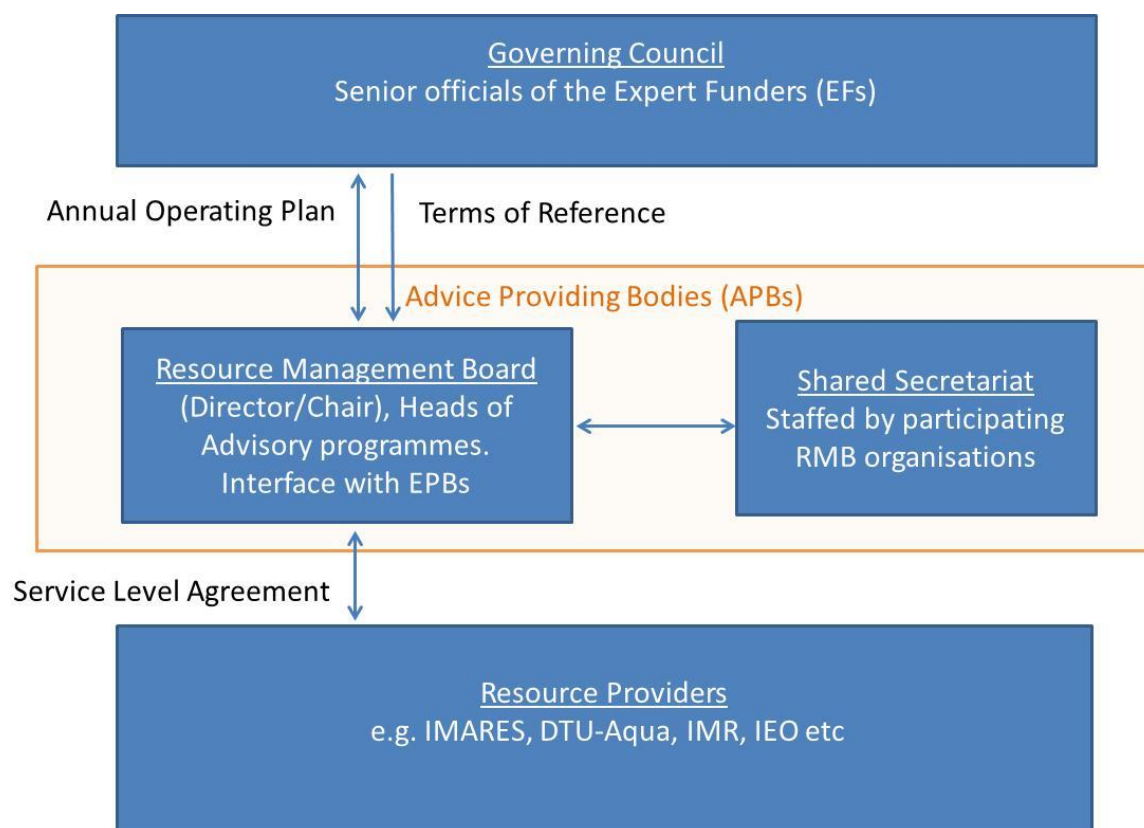 Governing Council
Senior officials of the Expert Funders (EFs)
Annual Operating Plan
Terms of Reference
Advice Providing Bodies (APBs)
Resource Management Board
(Director/Chair), Heads of
Advisory programmes.
Interface with EPBs
Shared Secretariat
Staffed by participating
RMB organisations
Service Level Agreement
Resource Providers
e.g. IMARES, DTU-Aqua, IMR, IEO etc